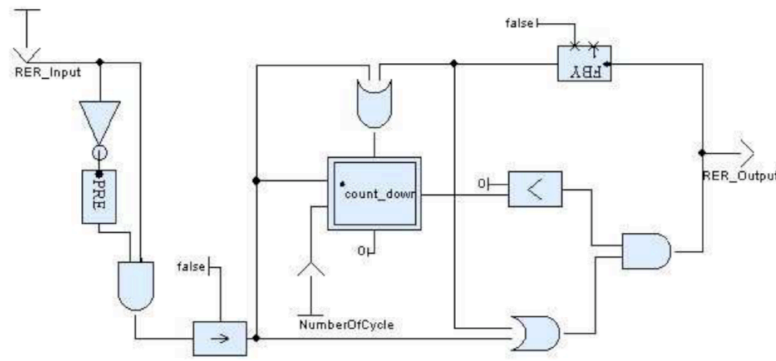 false
RER_Input
FBY
PRE
count_down
0
<
RER_Output
false
0
NumberOfCycle